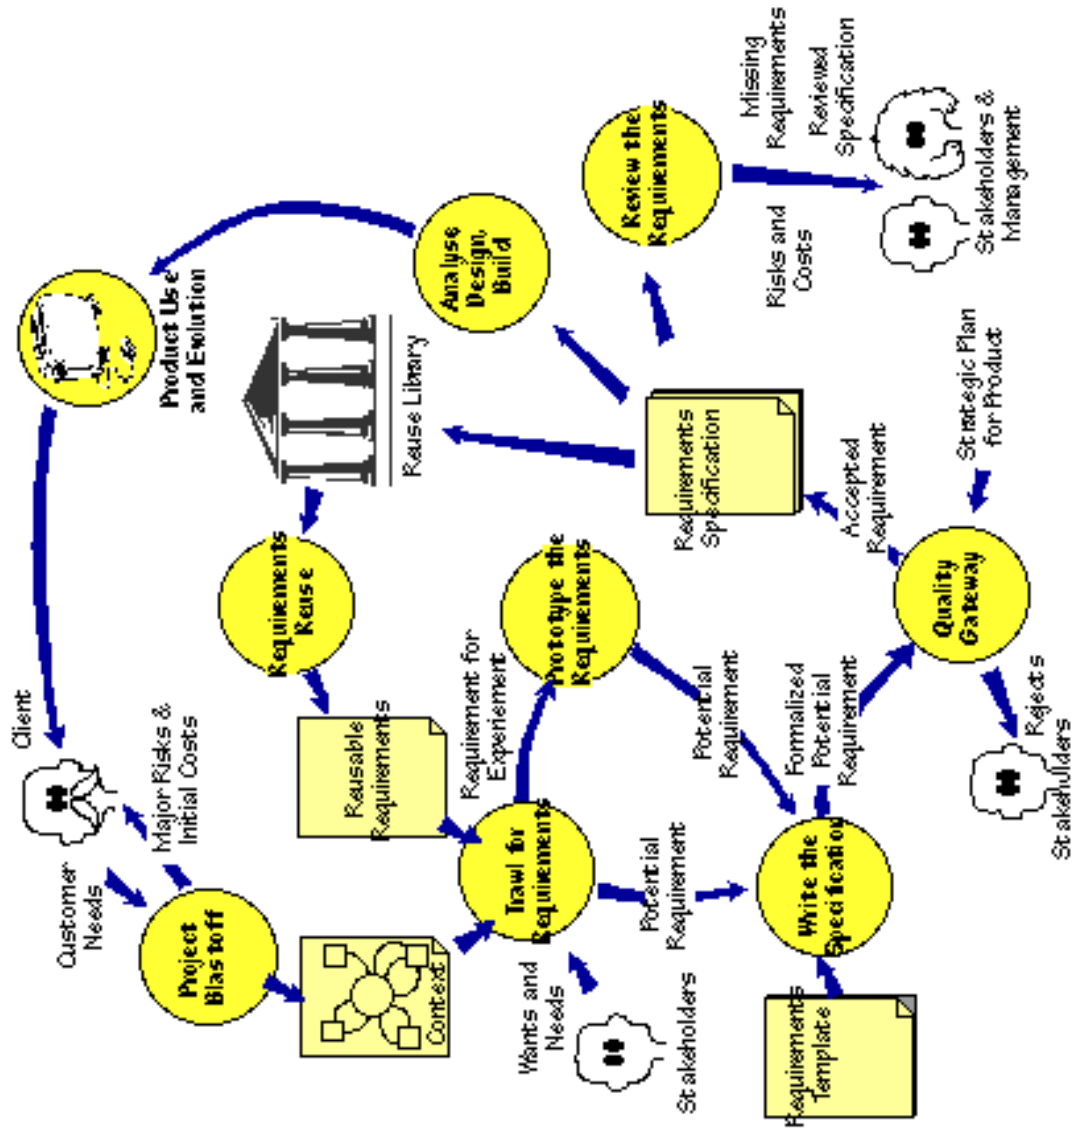 Client
Customer
Needs
Major Risks &
Initial Costs
Project
Blastoff
Context
Product Use
and Evolution
Requirements
Reuse
Reuse Library
Reusable
Requirements
Analyse
Design,
Build
Wants and
Needs
Stakeholders
Trawl for
Requirements
Requirement for
Experiement
Prototype the
Requirements
Potential
Requirement
Potential
Requirement
Requirements
Specification
Review the
Requirements
Risks and
Costs
Missing
Requirements
Reviewed
Specification
Stakeholders &
Management
Requirements
Template
Write the
Specification
Formalized
Potential
Requirement
Quality
Gateway
Accepted
Requirement
Strategic Plan
for Product
Rejects
Stakeholders